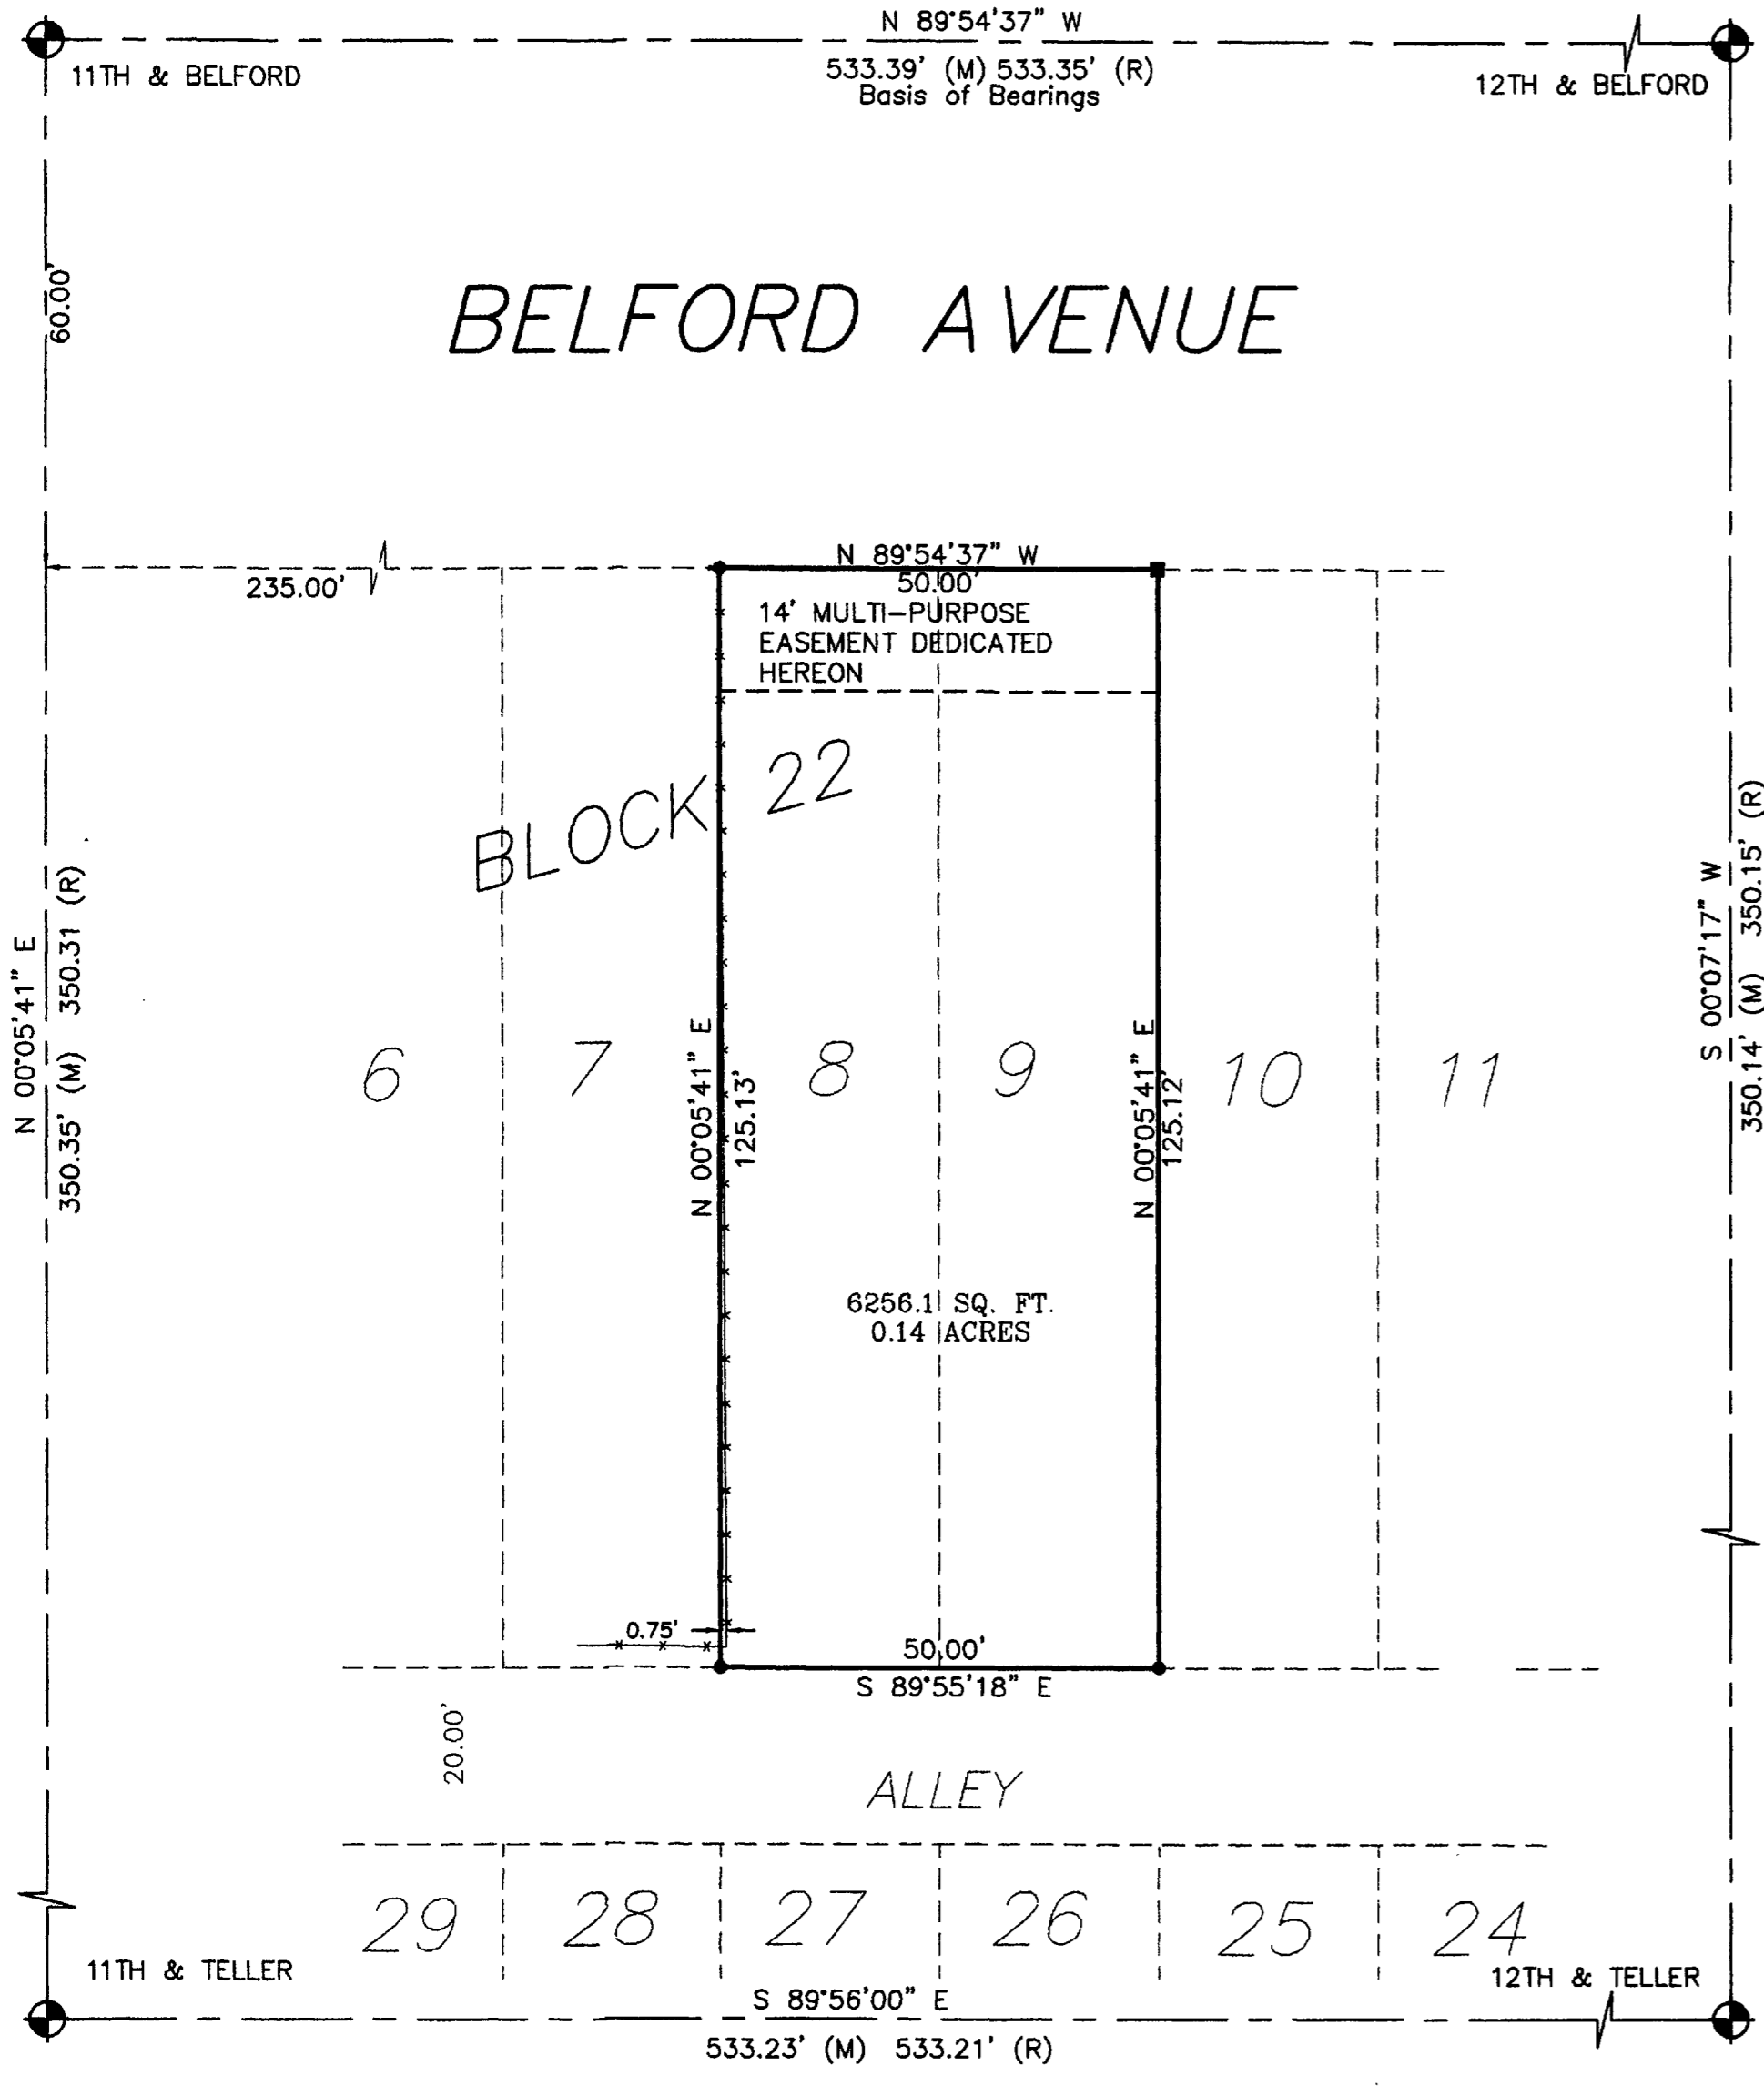 N 89°54'37" W
533.39' (M) 533.35' (R)
Basis of Bearings
11TH & BELFORD
12TH & BELFORD
60.00'
BELFORD AVENUE
235.00'
N 89°54'37" W
50.00'
14' MULTI-PURPOSE
EASEMENT DEDICATED
HEREON
BLOCK 22
N 00°05'41" E
350.35' (M) 350.31 (R)
6
7
N 00°05'41" E
125.13'
8
9
N 00°05'41" E
125.12'
10
11
S 00°07'17" W
350.14' (M) 350.15' (R)
6256.1 SQ. FT.
0.14 ACRES
0.75'
50.00'
S 89°55'18" E
20.00'
ALLEY
29
28
27
26
25
24
11TH & TELLER
12TH & TELLER
S 89°56'00" E
533.23' (M) 533.21' (R)